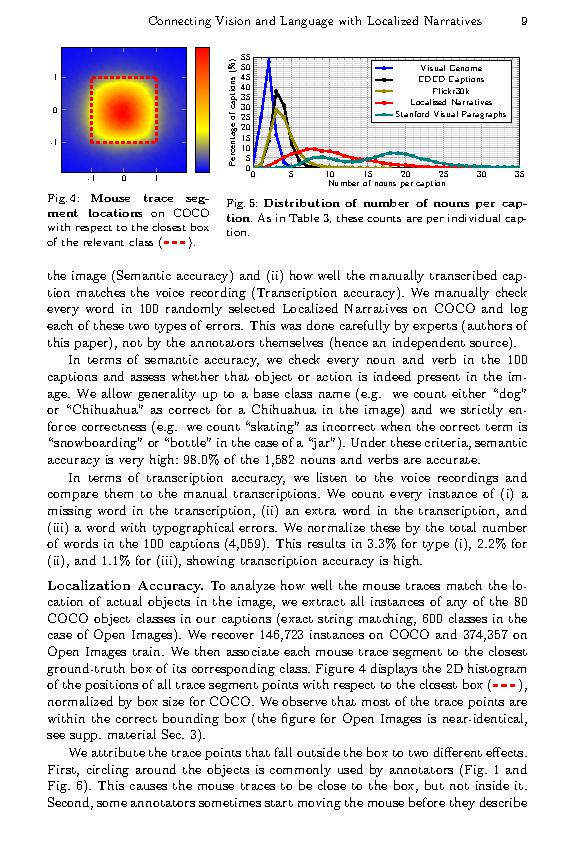 Connecting Vision and Language with Localized Narratives 9
1
0
-1
-1 0 1
Fig. 4: Mouse trace seg-
ment locations on COCO
with respect to the closest box
of the relevant class ( ).
Percentage of captions (%)
55
50
45
40
35
30
25
20
15
10
5
0
0 5 10 15 20 25 30 35
Number of nouns per caption
Visual Genome
COCO Captions
Flickr30k
Localized Narratives
Stanford Visual Paragraphs
Fig. 5: Distribution of number of nouns per cap-
tion. As in Table 3, these counts are per individual cap-
tion.
the image (Semantic accuracy) and (ii) how well the manually transcribed cap-
tion matches the voice recording (Transcription accuracy). We manually check
every word in 100 randomly selected Localized Narratives on COCO and log
each of these two types of errors. This was done carefully by experts (authors of
this paper), not by the annotators themselves (hence an independent source).
In terms of semantic accuracy, we check every noun and verb in the 100
captions and assess whether that object or action is indeed present in the im-
age. We allow generality up to a base class name (e.g. we count either “dog”
or “Chihuahua” as correct for a Chihuahua in the image) and we strictly en-
force correctness (e.g. we count “skating” as incorrect when the correct term is
“snowboarding” or “bottle” in the case of a “jar”). Under these criteria, semantic
accuracy is very high: 98.0% of the 1,582 nouns and verbs are accurate.
In terms of transcription accuracy, we listen to the voice recordings and
compare them to the manual transcriptions. We count every instance of (i) a
missing word in the transcription, (ii) an extra word in the transcription, and
(iii) a word with typographical errors. We normalize these by the total number
of words in the 100 captions (4,059). This results in 3.3% for type (i), 2.2% for
(ii), and 1.1% for (iii), showing transcription accuracy is high.
Localization Accuracy. To analyze how well the mouse traces match the lo-
cation of actual objects in the image, we extract all instances of any of the 80
COCO object classes in our captions (exact string matching, 600 classes in the
case of Open Images). We recover 146,723 instances on COCO and 374,357 on
Open Images train. We then associate each mouse trace segment to the closest
ground-truth box of its corresponding class. Figure 4 displays the 2D histogram
of the positions of all trace segment points with respect to the closest box ( ),
normalized by box size for COCO. We observe that most of the trace points are
within the correct bounding box (the figure for Open Images is near-identical,
see supp. material Sec. 3).
We attribute the trace points that fall outside the box to two different effects.
First, circling around the objects is commonly used by annotators (Fig. 1 and
Fig. 6). This causes the mouse traces to be close to the box, but not inside it.
Second, some annotators sometimes start moving the mouse before they describe